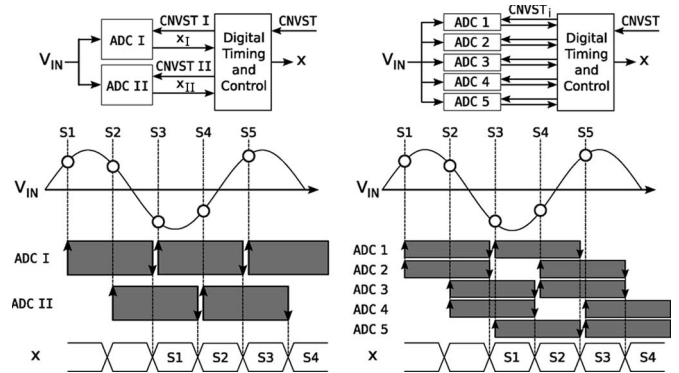 CNVST I
CNVST
ADC I
X_I
Digital Timing and Control
V_IN
CNVST II
X
ADC II
X_II
S1 S2 S3 S4 S5
V_IN
ADC I
ADC II
X
S1 S2 S3 S4
CNVST_i
CNVST
ADC 1
ADC 2
Digital Timing and Control
V_IN
ADC 3
X
ADC 4
ADC 5
S1 S2 S3 S4 S5
V_IN
ADC 1
ADC 2
ADC 3
ADC 4
ADC 5
X
S1 S2 S3 S4